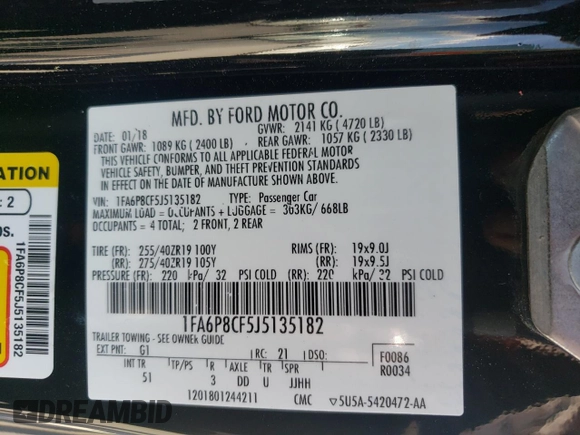 MFD. BY FORD MOTOR CO.
DATE: 01/18 GVWR: 2141 KG ( 4720 LB)
FRONT GAWR: 1089 KG ( 2400 LB) REAR GAWR: 1057 KG ( 2330 LB)
THIS VEHICLE CONFORMS TO ALL APPLICABLE FEDERAL MOTOR
VEHICLE SAFETY, BUMPER, AND THEFT PREVENTION STANDARDS
IN EFFECT ON THE DATE OF MANUFACTURE SHOWN ABOVE.
VIN: 1FA6P8CF5J5135182 TYPE: Passenger Car
MAXIMUM LOAD = OCCUPANTS + LUGGAGE = 303KG/ 668LB
OCCUPANTS = 4 TOTAL; 2 FRONT, 2 REAR
TIRE (FR): 255/40ZR19 100Y RIMS (FR): 19x9.0J
(RR): 275/40ZR19 105Y (RR): 19x9.5J
PRESSURE (FR): 220 kPa/ 32 PSI COLD (RR): 220 kPa/ 32 PSI COLD
1FA6P8CF5J5135182
TRAILER TOWING - SEE OWNER GUIDE
EXT PNT: G1 RC: 21 DSO: F0086
R0034
INT TR TP/PS R AXLE TR SPR
51 3 DD U JJHH
1201801244211 CMC 5U5A-5420472-AA
ATION
: 2
os.
1FA6P8CF5J5135182
DREAMBID